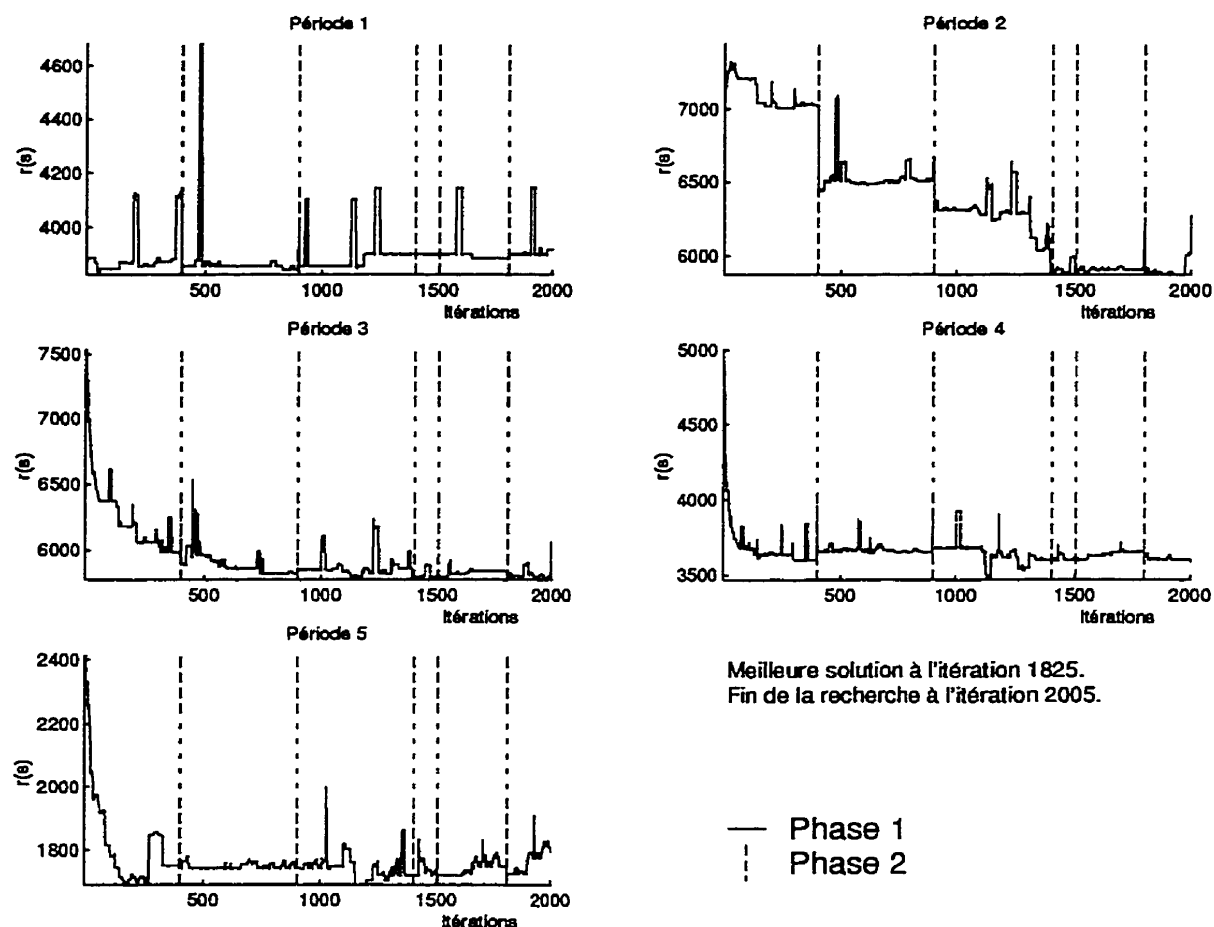 Période 1
4600
4400
4200
4000
r(s)
500
1000
1500
2000
Itérations
Période 2
7000
6500
6000
r(s)
500
1000
1500
2000
Itérations
Période 3
7500
7000
6500
6000
r(s)
500
1000
1500
2000
Itérations
Période 4
5000
4500
4000
3500
r(s)
500
1000
1500
2000
Itérations
Période 5
2400
2200
2000
1800
r(s)
500
1000
1500
2000
Itérations
Meilleure solution à l'itération 1825.
Fin de la recherche à l'itération 2005.
Phase 1
Phase 2